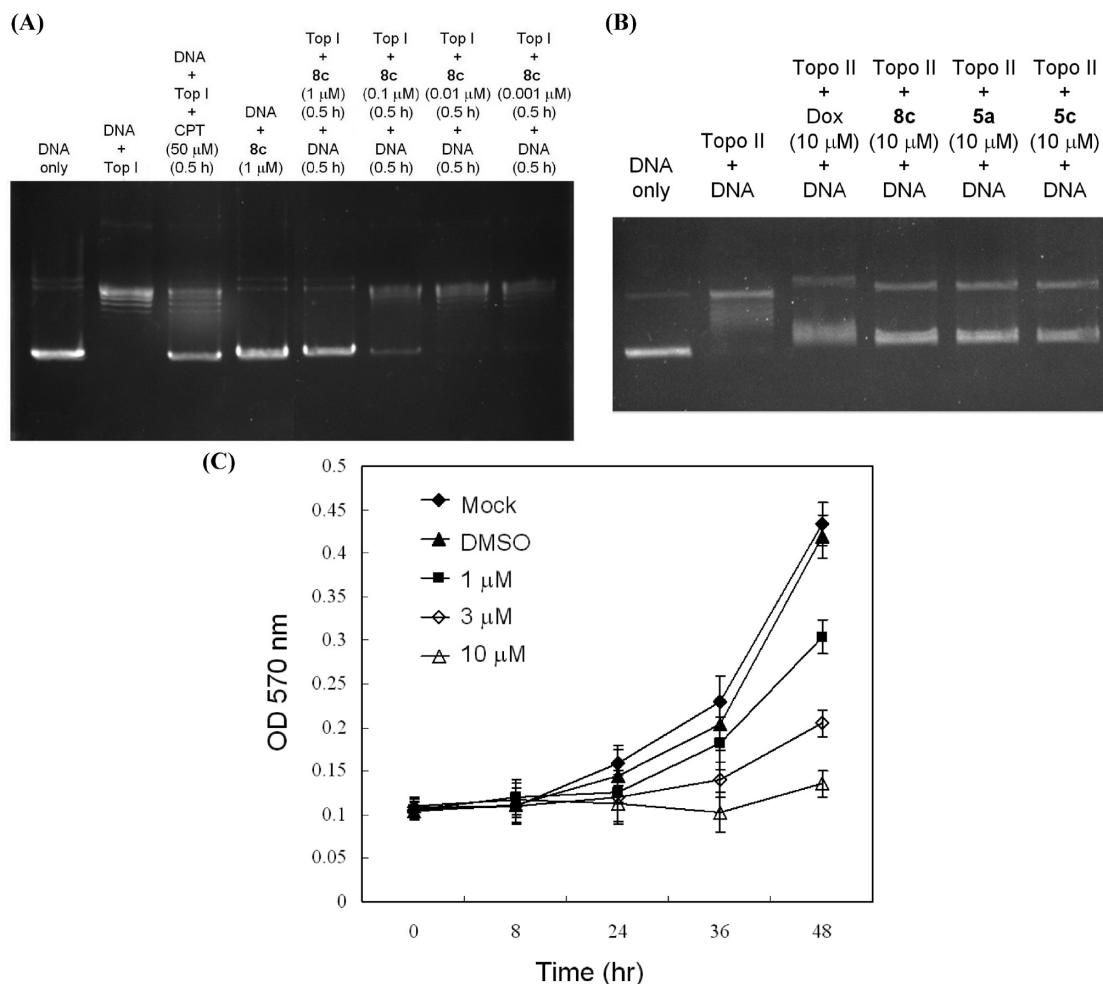 (A)
DNA
only
DNA
+
Top I
DNA
+
Top I
+
CPT
(50 μM)
(0.5 h)
DNA
+
8c
(1 μM)
Top I
+
8c
(1 μM)
(0.5 h)
+
DNA
(0.5 h)
Top I
+
8c
(0.1 μM)
(0.5 h)
+
DNA
(0.5 h)
Top I
+
8c
(0.01 μM)
(0.5 h)
+
DNA
(0.5 h)
Top I
+
8c
(0.001 μM)
(0.5 h)
+
DNA
(0.5 h)
(B)
DNA
only
Topo II
+
DNA
Topo II
+
Dox
(10 μM)
+
DNA
Topo II
+
8c
(10 μM)
+
DNA
Topo II
+
5a
(10 μM)
+
DNA
Topo II
+
5c
(10 μM)
+
DNA
(C)
0.5
0.45
0.4
0.35
0.3
0.25
0.2
0.15
0.1
0.05
0
OD 570 nm
Mock
DMSO
1 μM
3 μM
10 μM
0 8 24 36 48
Time (hr)